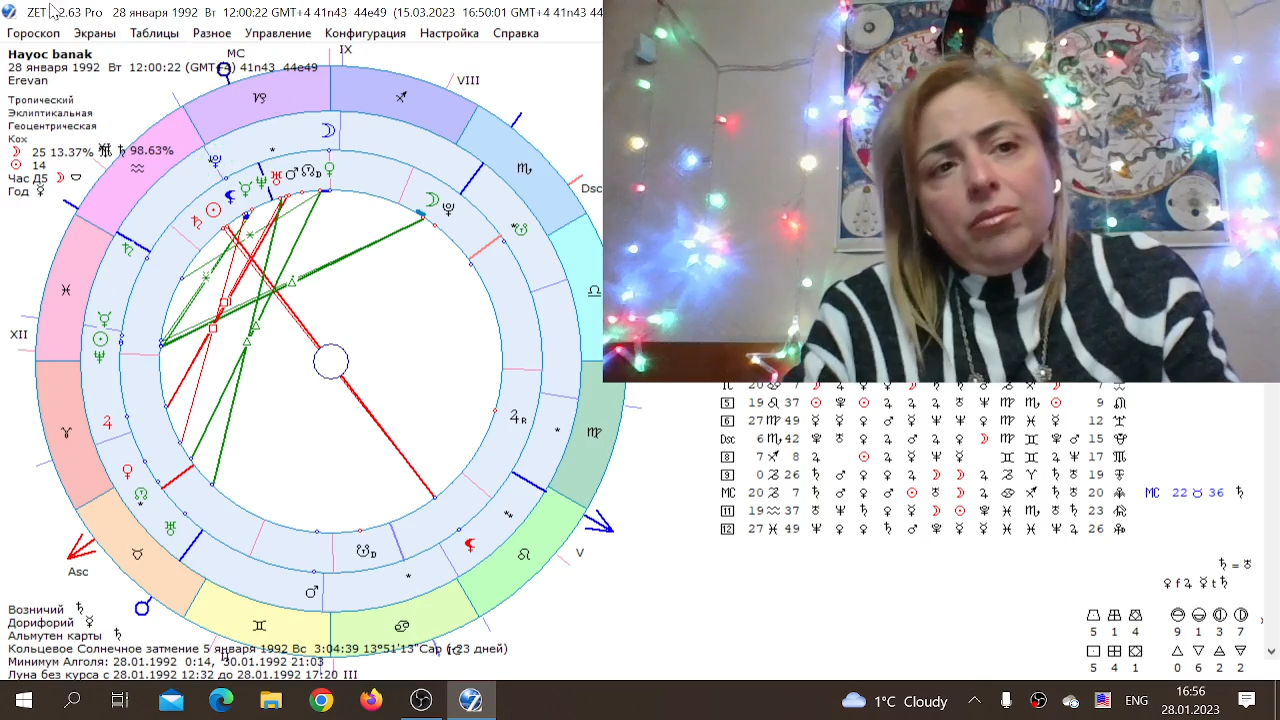 ZET 2.63 Pro 28 января 1992 Вт 12:00:22 GMT+4 41n43 44e49 (15.03.2023 16:50:01 GMT+4 41n43 44
Гороскоп Экраны Таблицы Разное Управление Конфигурация Настройка Справка
Hayoc banak
28 января 1992 Вт 12:00:22 (GMT+4) 41n43 44e49
Erevan
Тропический
Эклиптикальная
Геоцентрическая
Кох
☽ 25 13.37% ♅ ♄ 98.63%
☉ 14
Час Д5 ☽
Год ☿
MC
IX
VIII
Dsc
XII
V
Asc
III
Возничий ♄
Дорифорий ☿
Альмутен карты ♄
Кольцевое Солнечное затмение 5 января 1992 Вс 3:04:39 13°51'13"Cap (-23 дней)
Минимум Алголя: 28.01.1992 0:14, 30.01.1992 21:03
Луна без курса с 28.01.1992 12:32 до 28.01.1992 17:20
5 19 ♌ 37 9
6 27 ♍ 49 12
Dsc 6 ♏ 42 15
8 7 ♐ 8 17
9 0 ♑ 26 19
MC 20 ♑ 7 20 MC 22 ♉ 36 ♄
11 19 ♒ 37 23
12 27 ♓ 49 26
♄ = ♅
♀ f ♃ ☿ t ♄
5 1 4 9 1 3 7
5 4 1 0 6 2 2
1°C Cloudy
ENG
16:56
28.01.2023